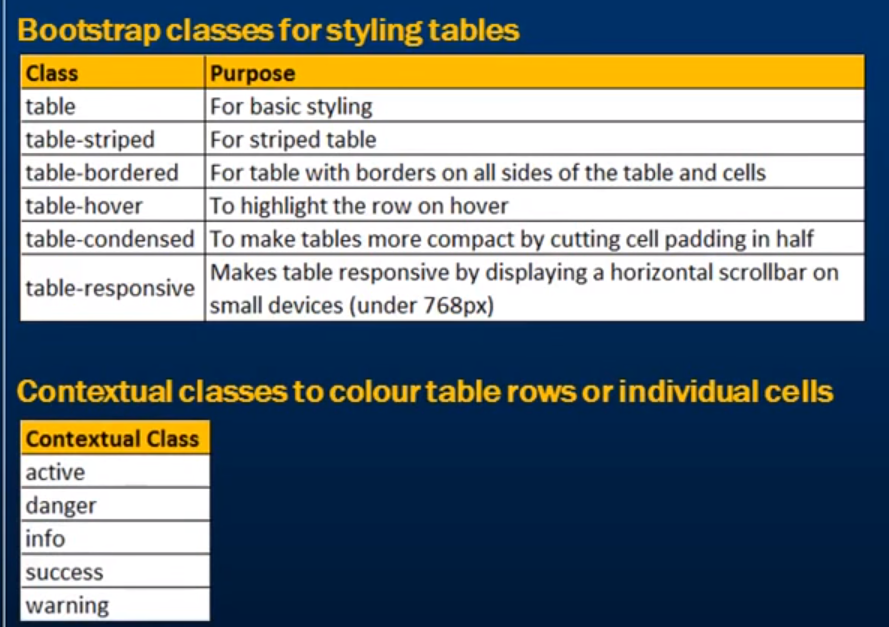 Bootstrap classes for styling tables
Class Purpose
table For basic styling
table-striped For striped table
table-bordered For table with borders on all sides of the table and cells
table-hover To highlight the row on hover
table-condensed To make tables more compact by cutting cell padding in half
table-responsive Makes table responsive by displaying a horizontal scrollbar on
small devices (under 768px)
Contextual classes to colour table rows or individual cells
Contextual Class
active
danger
info
success
warning